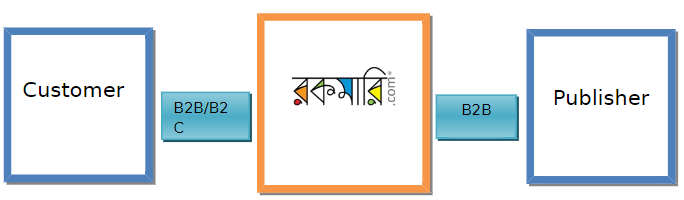 Customer
B2B/B2
C
রকমারি
.com®
B2B
Publisher